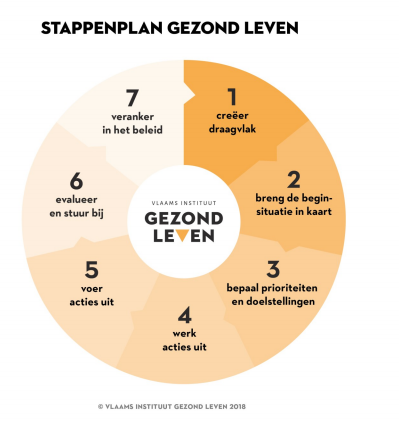 STAPPENPLAN GEZOND LEVEN
1
creëer
draagvlak
2
breng de begin-
situatie in kaart
3
bepaal prioriteiten
en doelstellingen
4
werk
acties uit
5
voer
acties uit
6
evalueer
en stuur bij
7
veranker
in het beleid
VLAAMS INSTITUUT
GEZOND
LEVEN
© VLAAMS INSTITUUT GEZOND LEVEN 2018